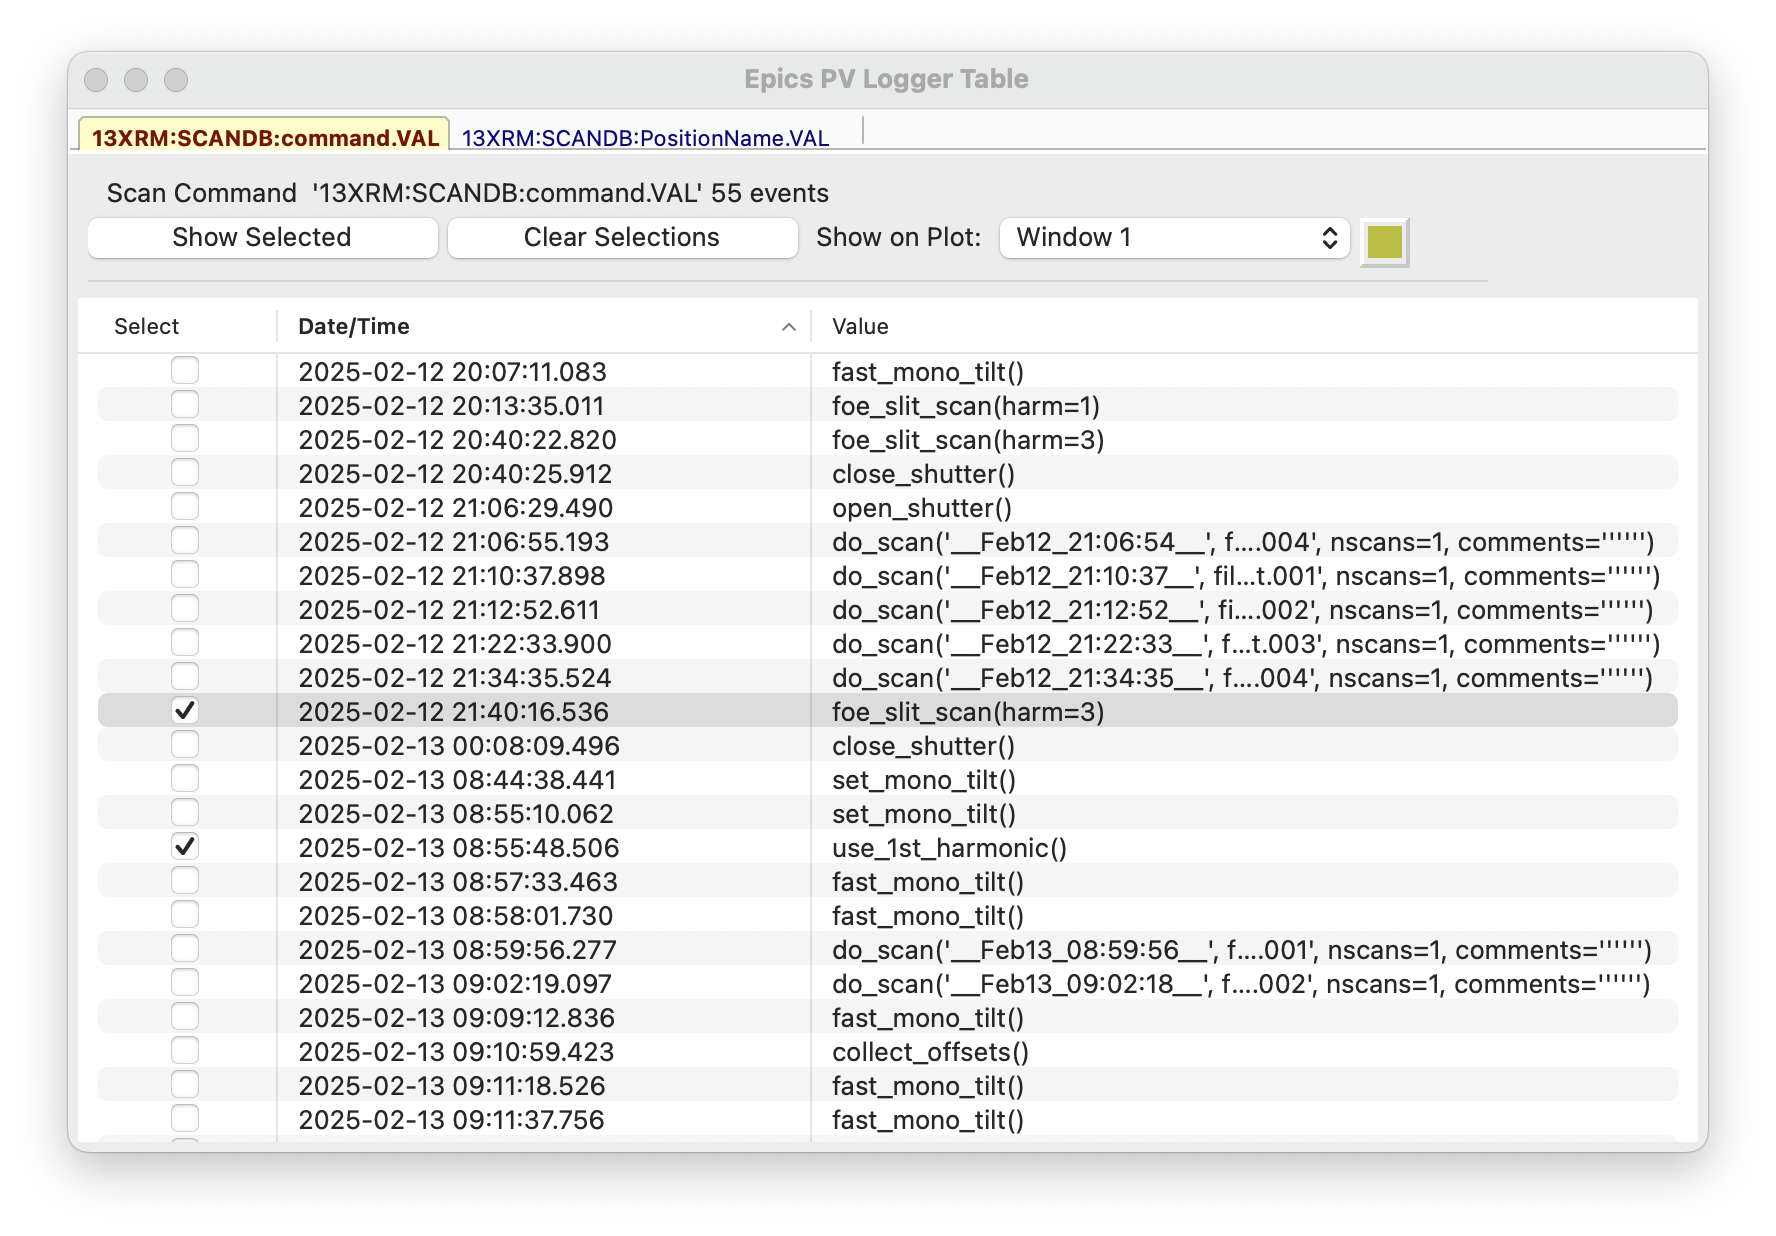 Epics PV Logger Table
13XRM:SCANDB:command.VAL 13XRM:SCANDB:PositionName.VAL
Scan Command '13XRM:SCANDB:command.VAL' 55 events
Show Selected Clear Selections Show on Plot: Window 1
Select Date/Time Value
2025-02-12 20:07:11.083 fast_mono_tilt()
2025-02-12 20:13:35.011 foe_slit_scan(harm=1)
2025-02-12 20:40:22.820 foe_slit_scan(harm=3)
2025-02-12 20:40:25.912 close_shutter()
2025-02-12 21:06:29.490 open_shutter()
2025-02-12 21:06:55.193 do_scan('__Feb12_21:06:54__', f....004', nscans=1, comments='''''')
2025-02-12 21:10:37.898 do_scan('__Feb12_21:10:37__', fil...t.001', nscans=1, comments='''''')
2025-02-12 21:12:52.611 do_scan('__Feb12_21:12:52__', fi....002', nscans=1, comments='''''')
2025-02-12 21:22:33.900 do_scan('__Feb12_21:22:33__', f...t.003', nscans=1, comments='''''')
2025-02-12 21:34:35.524 do_scan('__Feb12_21:34:35__', f....004', nscans=1, comments='''''')
2025-02-12 21:40:16.536 foe_slit_scan(harm=3)
2025-02-13 00:08:09.496 close_shutter()
2025-02-13 08:44:38.441 set_mono_tilt()
2025-02-13 08:55:10.062 set_mono_tilt()
2025-02-13 08:55:48.506 use_1st_harmonic()
2025-02-13 08:57:33.463 fast_mono_tilt()
2025-02-13 08:58:01.730 fast_mono_tilt()
2025-02-13 08:59:56.277 do_scan('__Feb13_08:59:56__', f....001', nscans=1, comments='''''')
2025-02-13 09:02:19.097 do_scan('__Feb13_09:02:18__', f....002', nscans=1, comments='''''')
2025-02-13 09:09:12.836 fast_mono_tilt()
2025-02-13 09:10:59.423 collect_offsets()
2025-02-13 09:11:18.526 fast_mono_tilt()
2025-02-13 09:11:37.756 fast_mono_tilt()